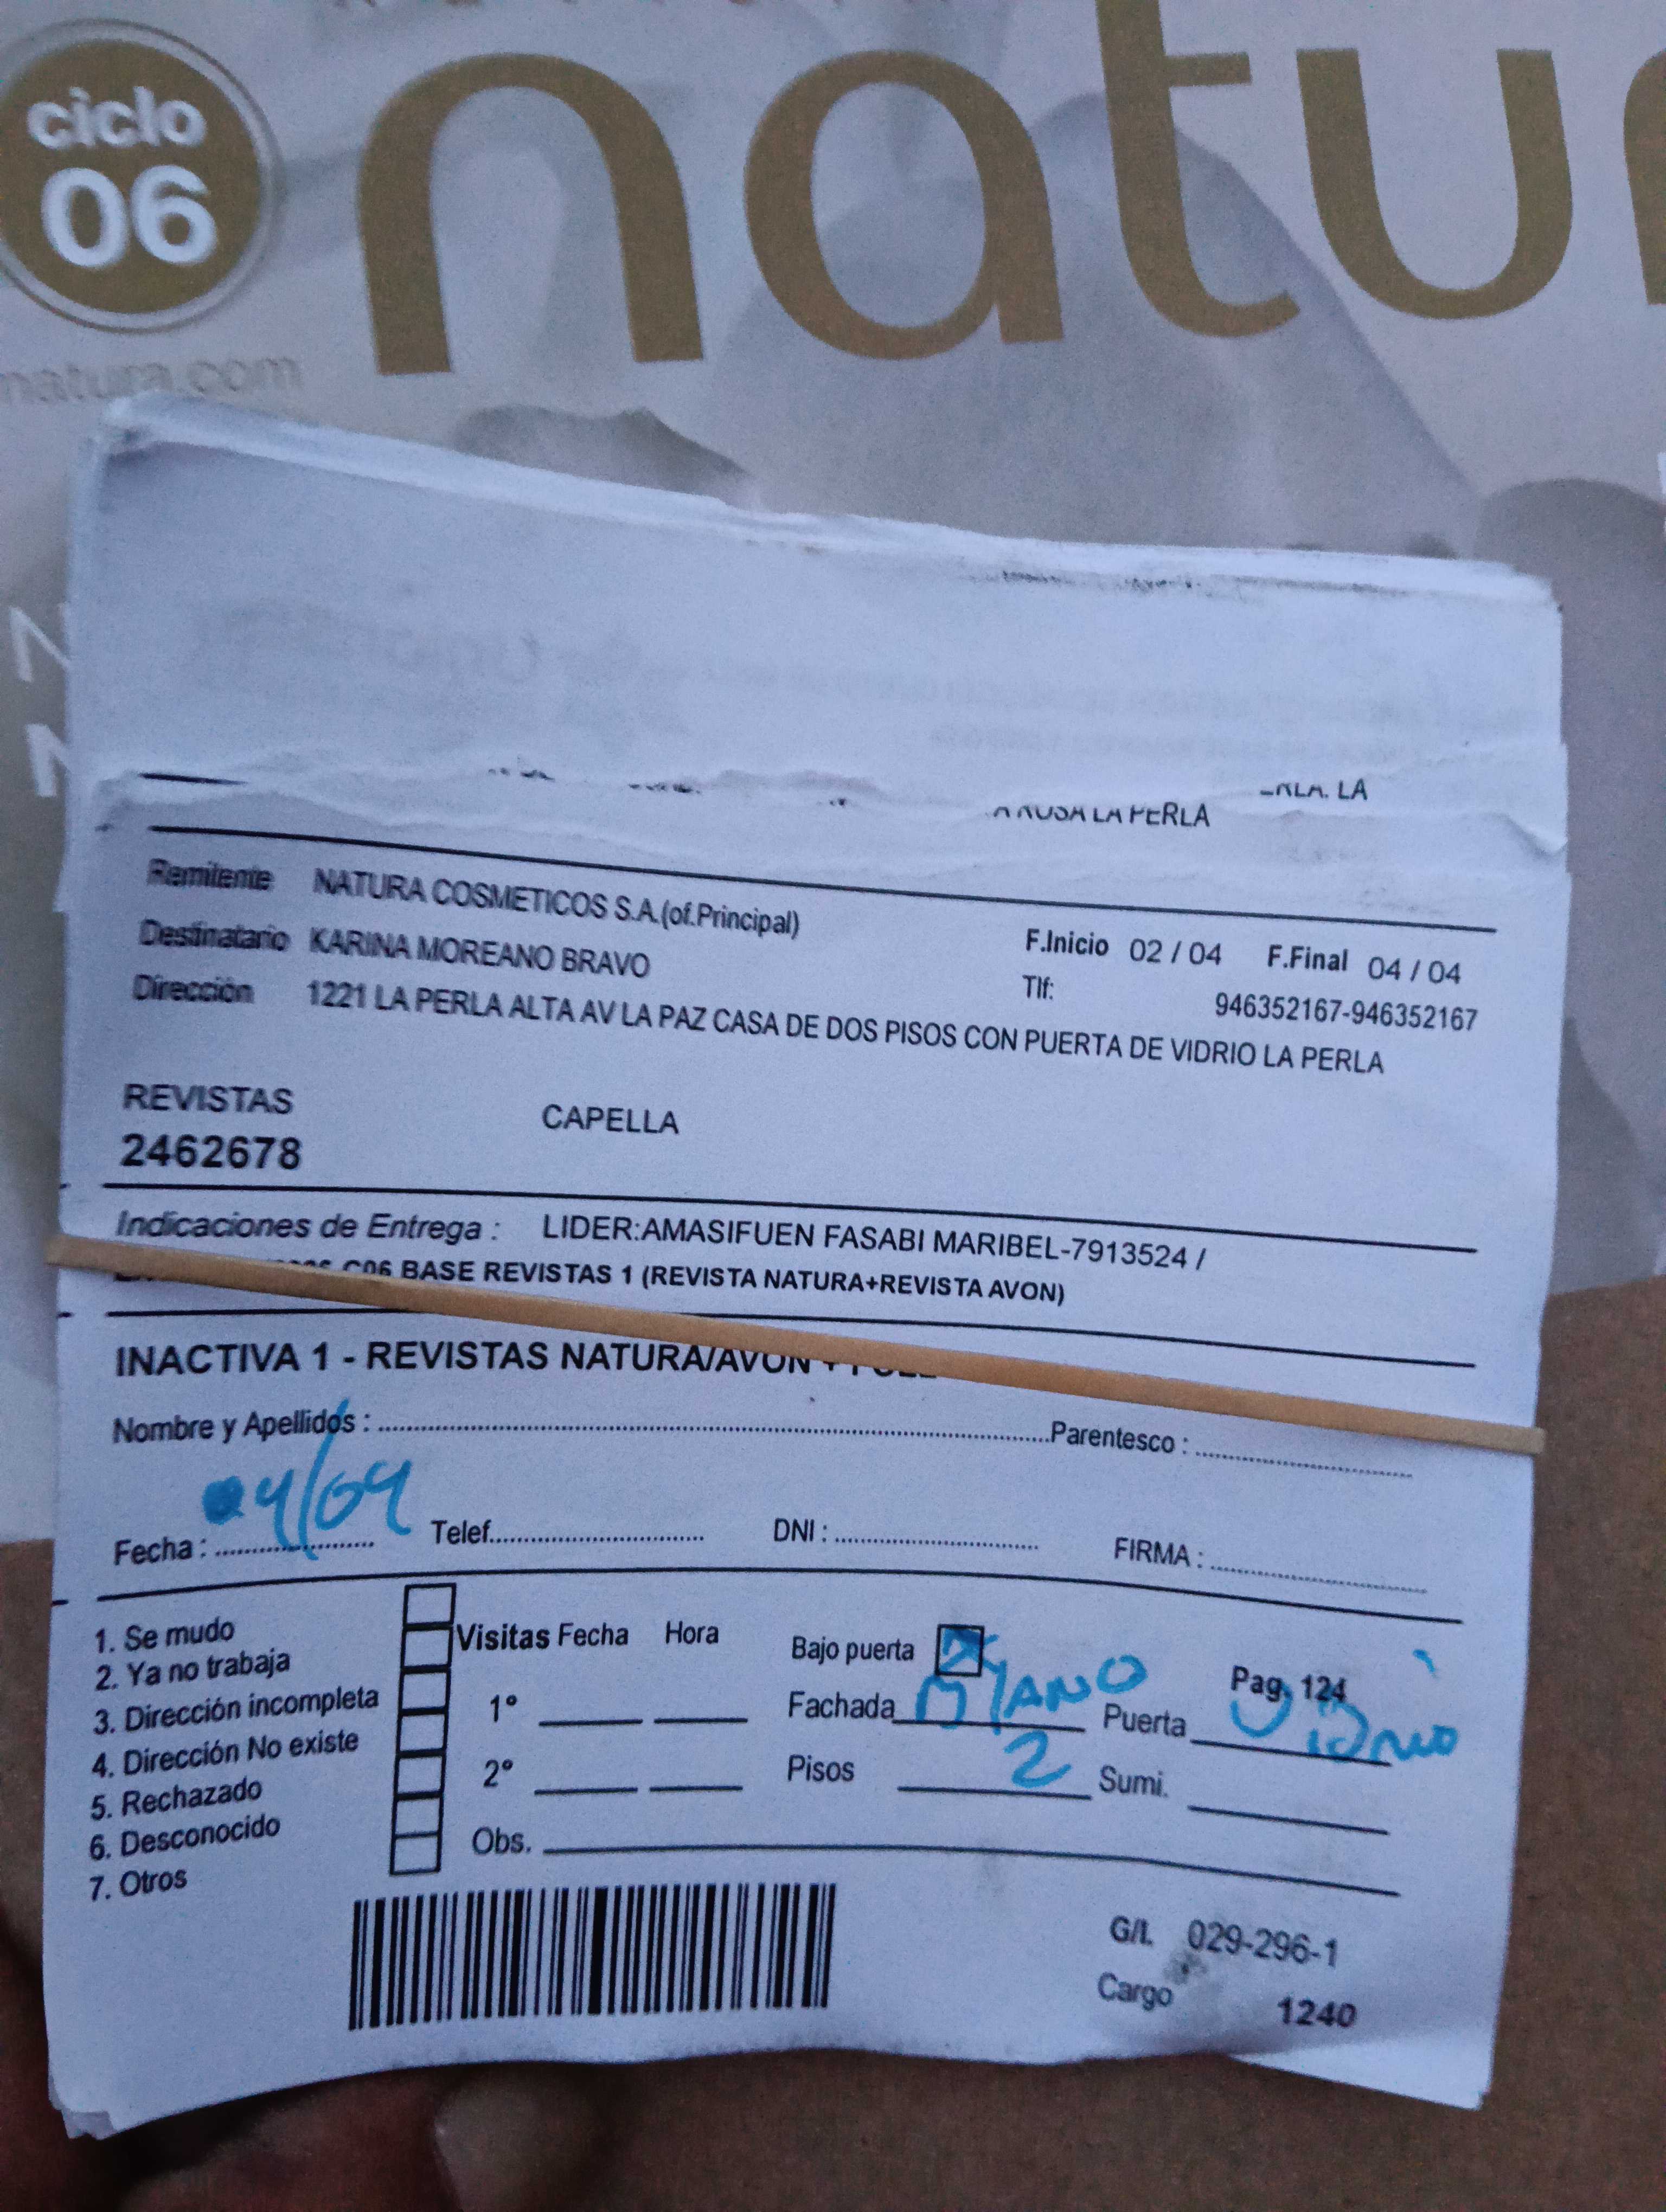 ciclo
06
natu
natura.com
LA
LA PERLA
Remitente NATURA COSMETICOS S.A.(of.Principal)
Destinatario KARINA MOREANO BRAVO F.Inicio 02 / 04 F.Final 04 / 04
Dirección 1221 LA PERLA ALTA AV LA PAZ CASA DE DOS PISOS CON PUERTA DE VIDRIO LA PERLA
Tlf: 946352167-946352167
REVISTAS CAPELLA
2462678
Indicaciones de Entrega : LIDER:AMASIFUEN FASABI MARIBEL-7913524 /
C06 BASE REVISTAS 1 (REVISTA NATURA+REVISTA AVON)
INACTIVA 1 - REVISTAS NATURA/AVON +
Nombre y Apellidos : Parentesco :
Fecha : 04/04 Telef. DNI : FIRMA :
1. Se mudo
2. Ya no trabaja
3. Dirección incompleta
4. Dirección No existe
5. Rechazado
6. Desconocido
7. Otros
Visitas Fecha Hora
1°
2°
Obs.
Bajo puerta Pag. 124
Fachada Puerta Vidrio
Pisos 2 Sumi.
G/I. 029-296-1
Cargo 1240